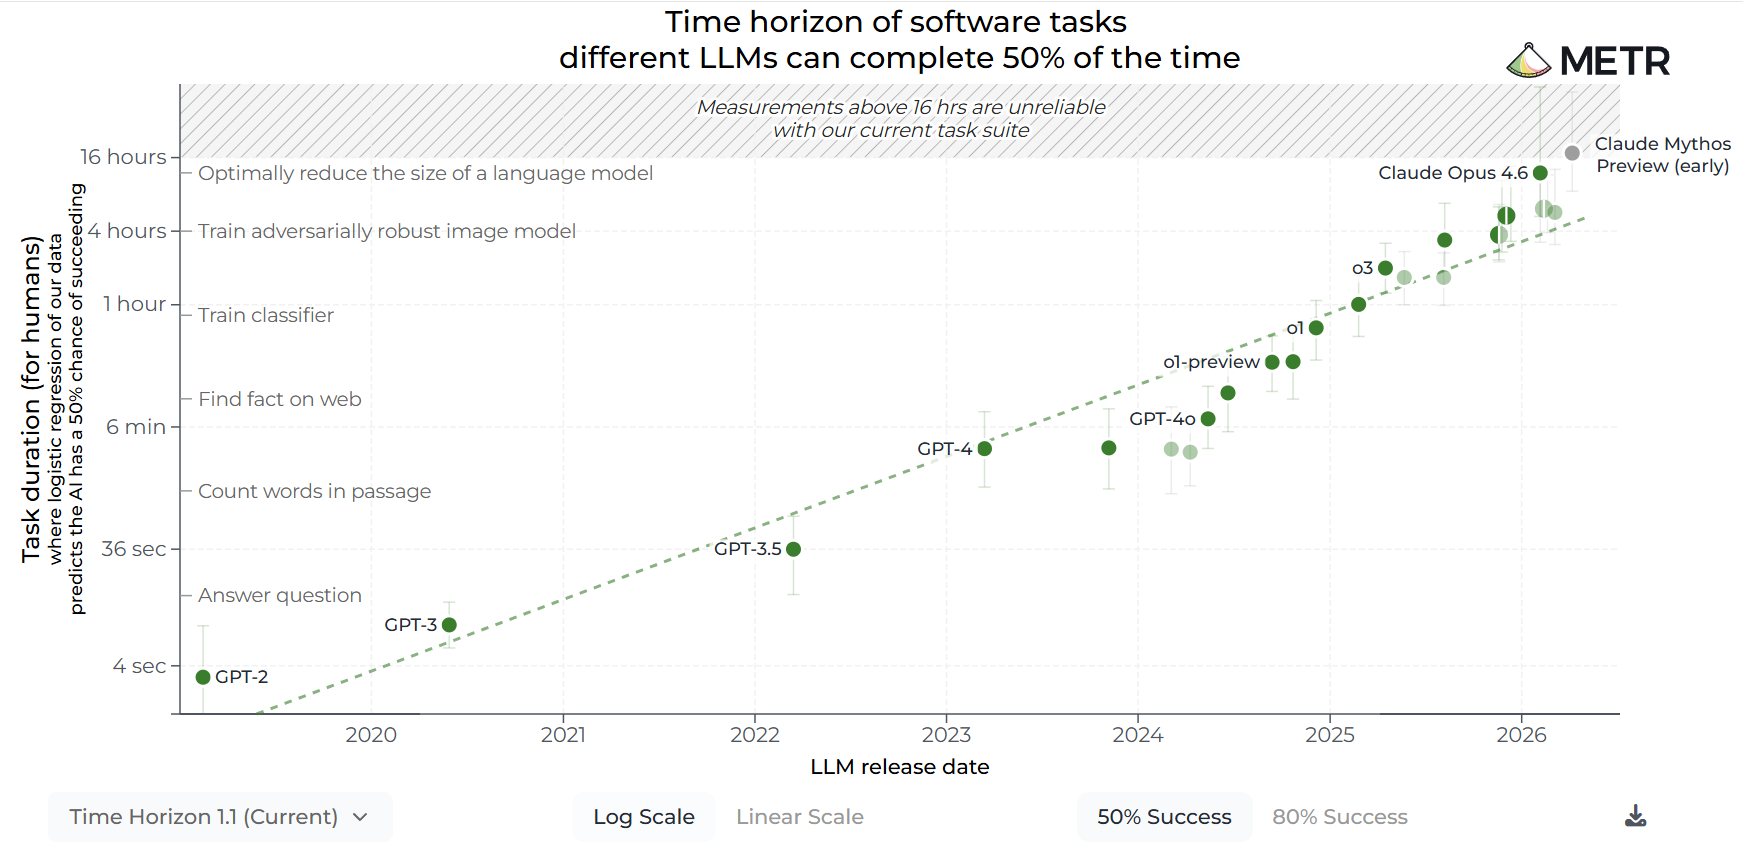 Time horizon of software tasks
different LLMs can complete 50% of the time
METR
Measurements above 16 hrs are unreliable
with our current task suite
Task duration (for humans)
where logistic regression of our data
predicts the AI has a 50% chance of succeeding
16 hours
4 hours
1 hour
6 min
36 sec
4 sec
Optimally reduce the size of a language model
Train adversarially robust image model
Train classifier
Find fact on web
Count words in passage
Answer question
Claude Mythos
Preview (early)
Claude Opus 4.6
o3
o1
o1-preview
GPT-4o
GPT-4
GPT-3.5
GPT-3
GPT-2
2020
2021
2022
2023
2024
2025
2026
LLM release date
Time Horizon 1.1 (Current)
Log Scale
Linear Scale
50% Success
80% Success